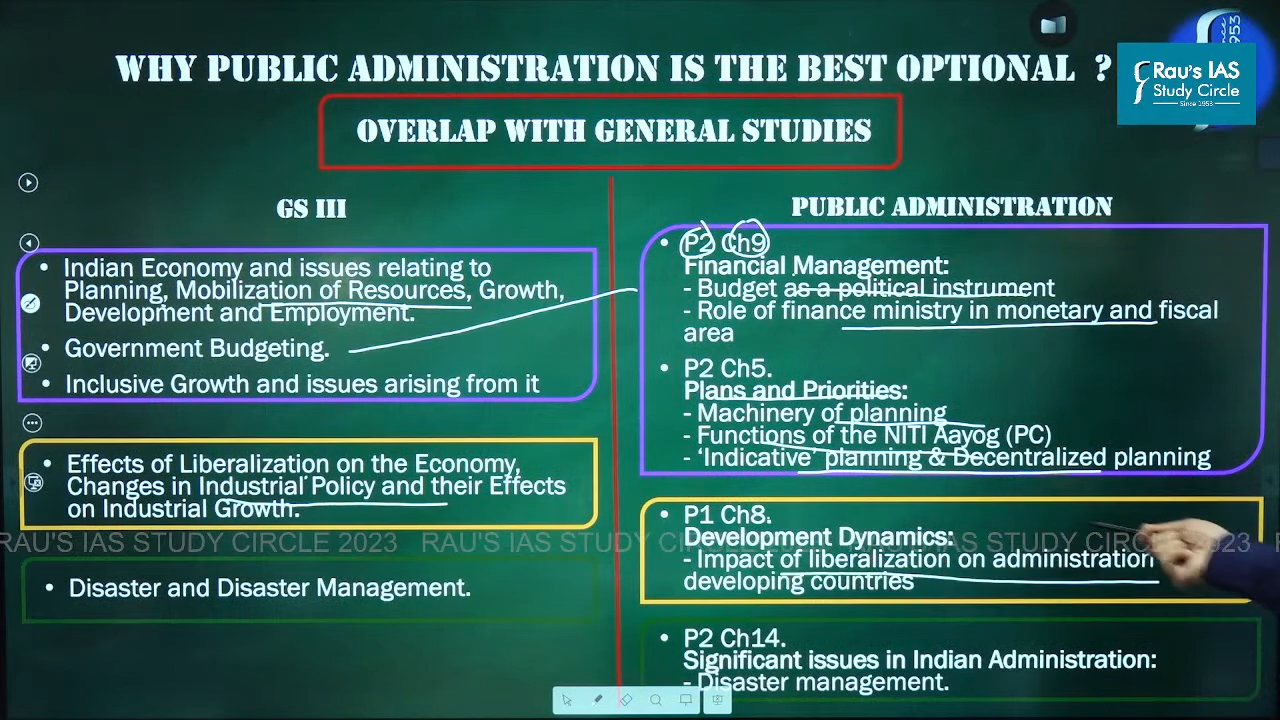 WHY PUBLIC ADMINISTRATION IS THE BEST OPTIONAL ?
Rau's IAS
Study Circle
Since 1953
1953
OVERLAP WITH GENERAL STUDIES
GS III
• Indian Economy and issues relating to
Planning, Mobilization of Resources, Growth,
Development and Employment.
• Government Budgeting.
• Inclusive Growth and issues arising from it
• Effects of Liberalization on the Economy,
Changes in Industrial Policy and their Effects
on Industrial Growth.
• Disaster and Disaster Management.
PUBLIC ADMINISTRATION
• P2 Ch9
Financial Management:
- Budget as a political instrument
- Role of finance ministry in monetary and fiscal
area
• P2 Ch5.
Plans and Priorities:
- Machinery of planning
- Functions of the NITI Aayog (PC)
- ‘Indicative’ planning & Decentralized planning
• P1 Ch8.
Development Dynamics:
- Impact of liberalization on administration
developing countries
• P2 Ch14.
Significant issues in Indian Administration:
- Disaster management.
RAU'S IAS STUDY CIRCLE 2023 RAU'S IAS STUDY CIRCLE 2023